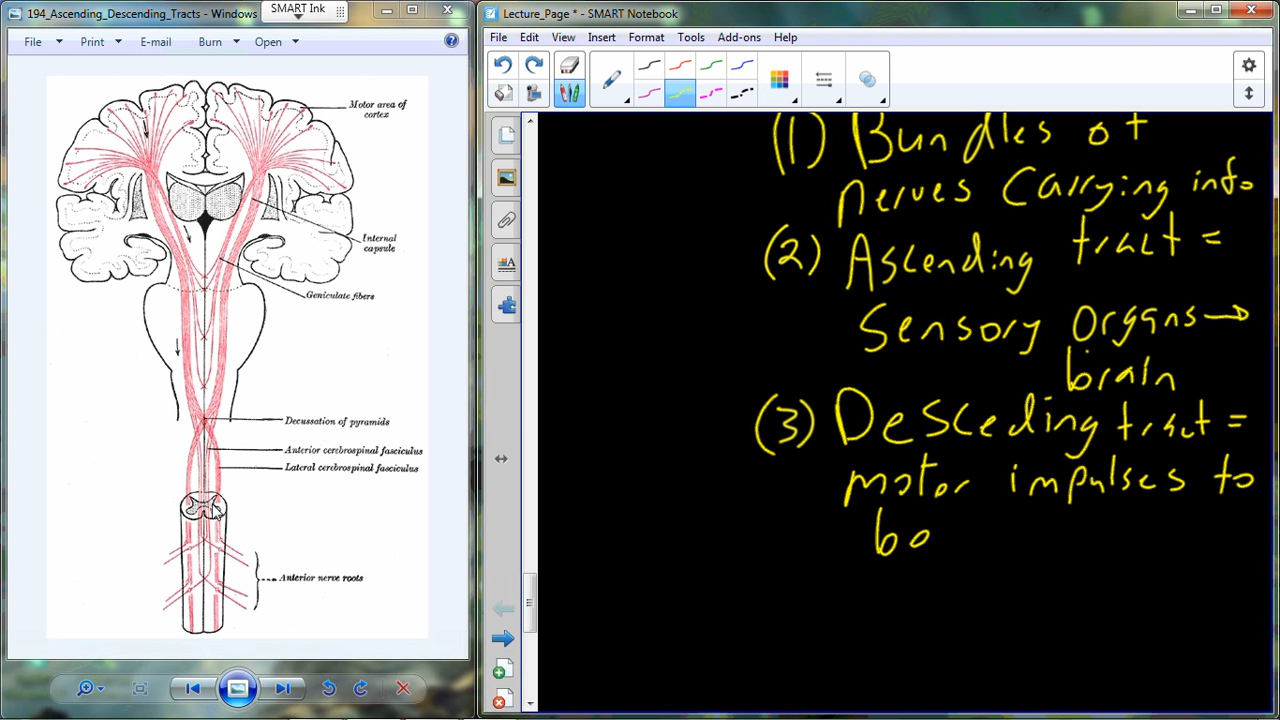 194_Ascending_Descending_Tracts - Windows
SMART Ink
File Print E-mail Burn Open
Motor area of
cortex
Internal
capsule
Geniculate fibers
Decussation of pyramids
Anterior cerebrospinal fasciculus
Lateral cerebrospinal fasciculus
Anterior nerve roots
Lecture_Page * - SMART Notebook
File Edit View Insert Format Tools Add-ons Help
(1) Bundles of
nerves Carrying info
(2) Ascending tract =
Sensory Organs→
brain
(3) Desceding tract =
motor impulses to
bo